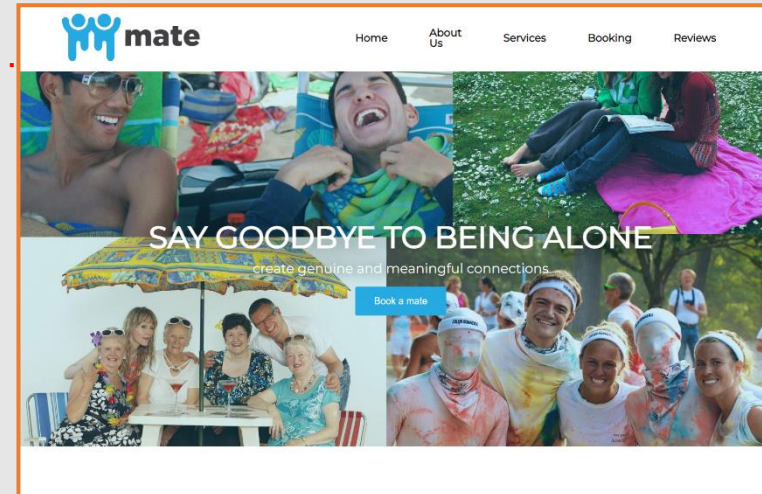 mate
Home About Us Services Booking Reviews
SAY GOODBYE TO BEING ALONE
create genuine and meaningful connections
Book a mate